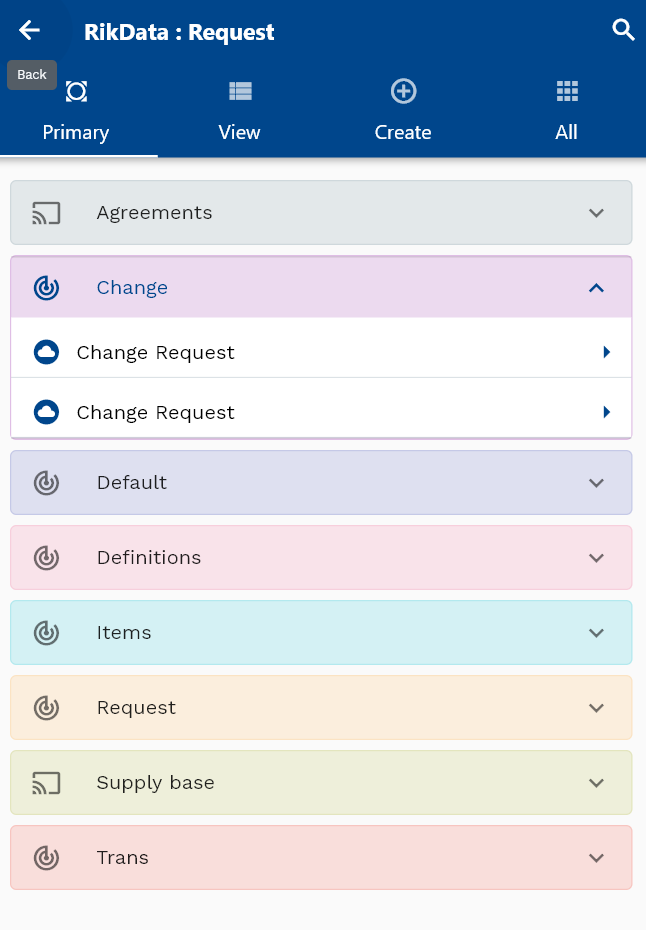 RikData : Request
Back
Primary
View
Create
All
Agreements
Change
Change Request
Change Request
Default
Definitions
Items
Request
Supply base
Trans